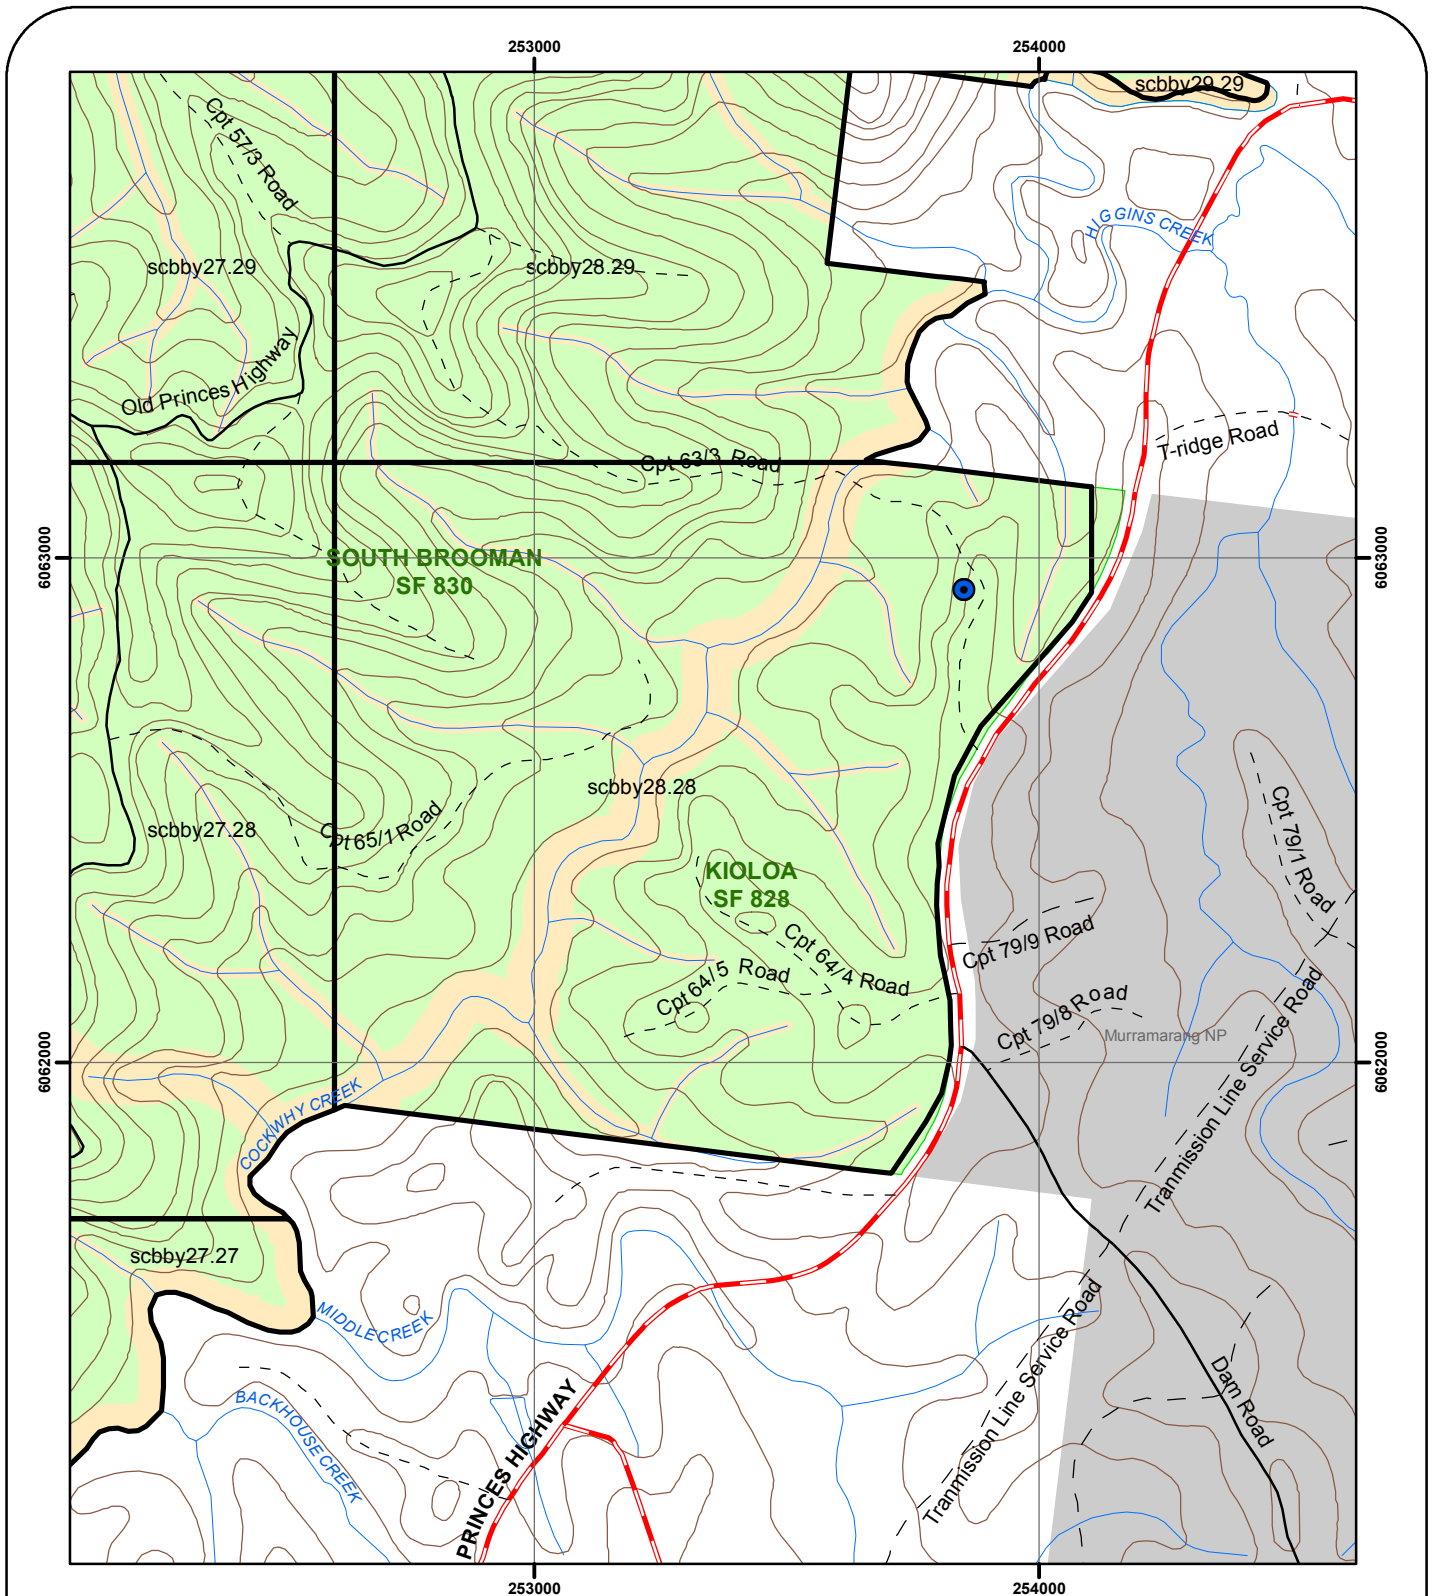 253000
254000
scbby29.29
Cpt 57/3 Road
HIGGINS CREEK
scbby27.29
scbby28.29
Old Princes Highway
T-ridge Road
Cpt 63/3 Road
6063000
SOUTH BROOMAN
SF 830
6063000
scbby28.28
scbby27.28
Cpt 65/1 Road
Cpt 79/1 Road
KIOLOA
SF 828
Cpt 64/4 Road
Cpt 79/9 Road
Cpt 64/5 Road
Cpt 79/8 Road
Murramarang NP
Tranmission Line Service Road
6062000
6062000
COCKWHY CREEK
scbby27.27
MIDDLE CREEK
Tranmission Line Service Road
Dam Road
BACKHOUSE CREEK
PRINCES HIGHWAY
253000
254000